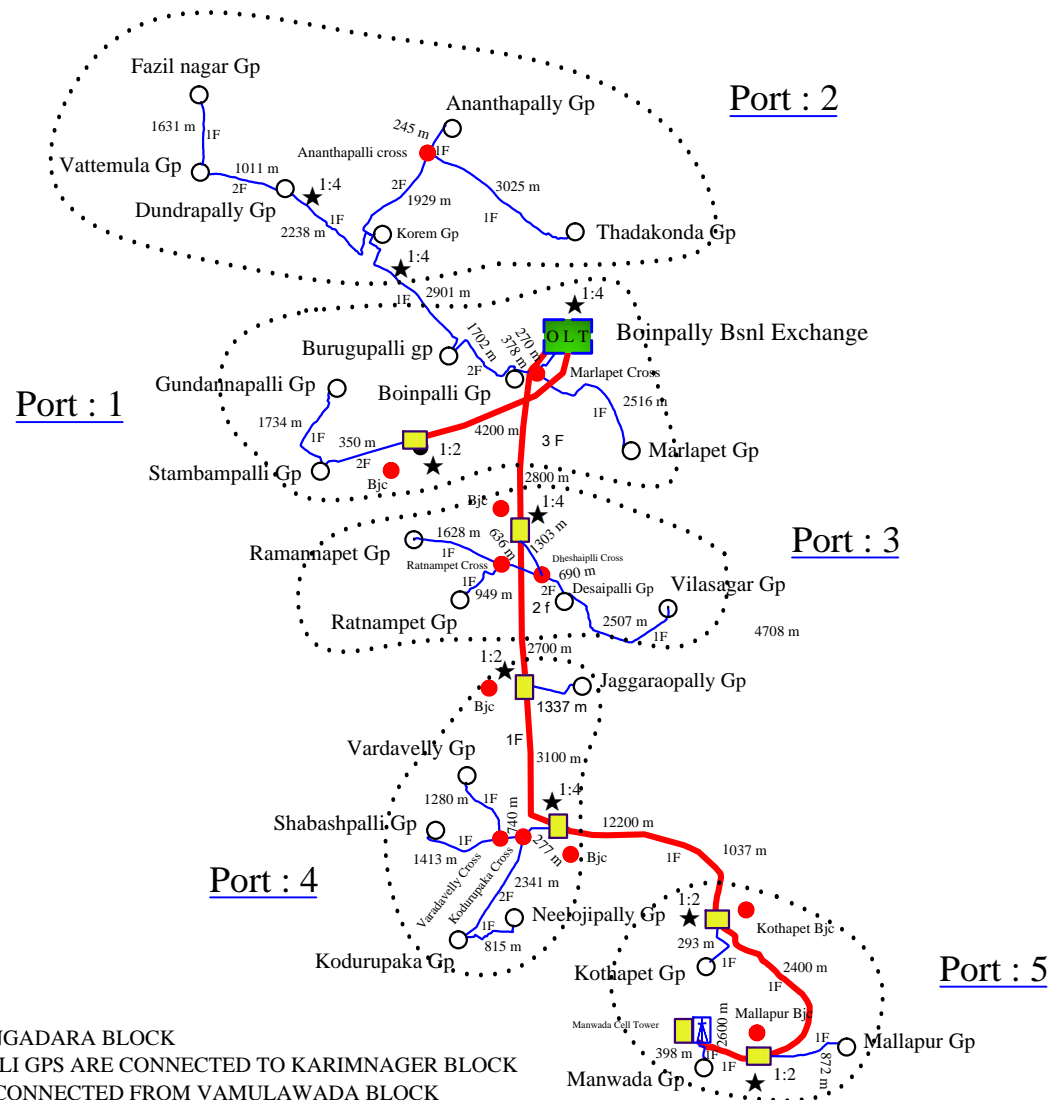 Fazil nagar Gp
Ananthapally Gp
Port : 2
245 m
1631 m
1F
1F
Ananthapalli cross
Vattemula Gp
1011 m
2F
2F
3025 m
1:4
1929 m
Dundrapally Gp
1F
1F
2238 m
Korem Gp
Thadakonda Gp
1:4
2901 m
1F
1:4
270 m
O L T
Boinpally Bsnl Exchange
1702 m
378 m
Burugupalli gp
2F
Marlapet Cross
Gundannapalli Gp
Boinpalli Gp
2516 m
Port : 1
1F
1734 m
4200 m
1F
350 m
3 F
1:2
Marlapet Gp
Stambampalli Gp
2F
Bjc
2800 m
Bjc
1:4
1628 m
636 m
1303 m
Port : 3
Ramannapet Gp
1F
Dheshaiplli Cross
Ratnampet Cross
690 m
1F
2F
Desaipalli Gp
Vilasagar Gp
949 m
2 f
Ratnampet Gp
2507 m
1F
4708 m
2700 m
1:2
Jaggaraopally Gp
Bjc
1337 m
1F
Vardavelly Gp
3100 m
1:4
1280 m
1F
740 m
Shabashpalli Gp
12200 m
1F
277 m
1F
1037 m
1413 m
Bjc
Varadavelly Cross
Kodurupaka Cross
Port : 4
2341 m
2F
1:2
Neelojipally Gp
1F
Kothapet Bjc
815 m
293 m
Kodurupaka Gp
1F
2400 m
Kothapet Gp
1F
Port : 5
Mallapur Bjc
Manwada Cell Tower
2600 m
1F
Mallapur Gp
398 m
1F
1F
872 m
1:2
Manwada Gp
NGADARA BLOCK
LI GPS ARE CONNECTED TO KARIMNAGER BLOCK
CONNECTED FROM VAMULAWADA BLOCK